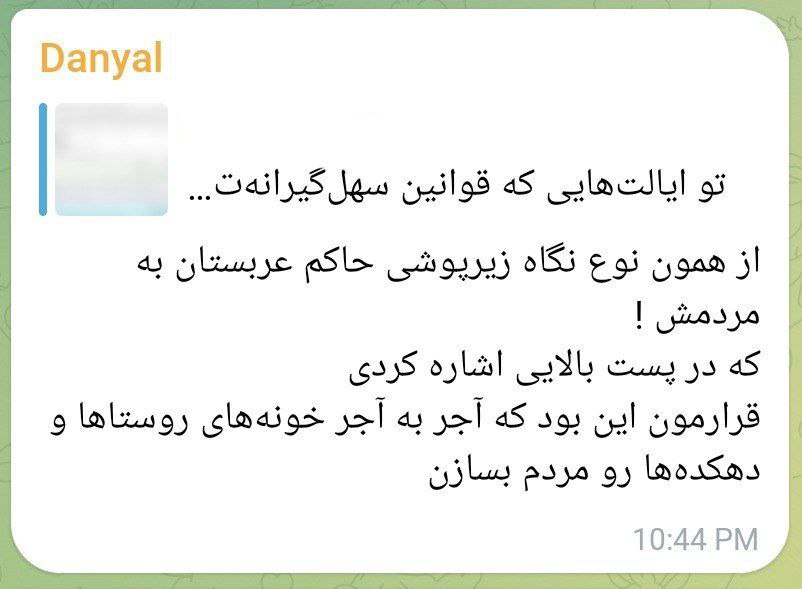 Danyal
تو ایالت‌هایی که قوانین سهل‌گیرانه‌ت...
از همون نوع نگاه زیرپوشی حاکم عربستان به
مردمش !
که در پست بالایی اشاره کردی
قرارمون این بود که آجر به آجر خونه‌های روستاها و
دهکده‌ها رو مردم بسازن
10:44 PM